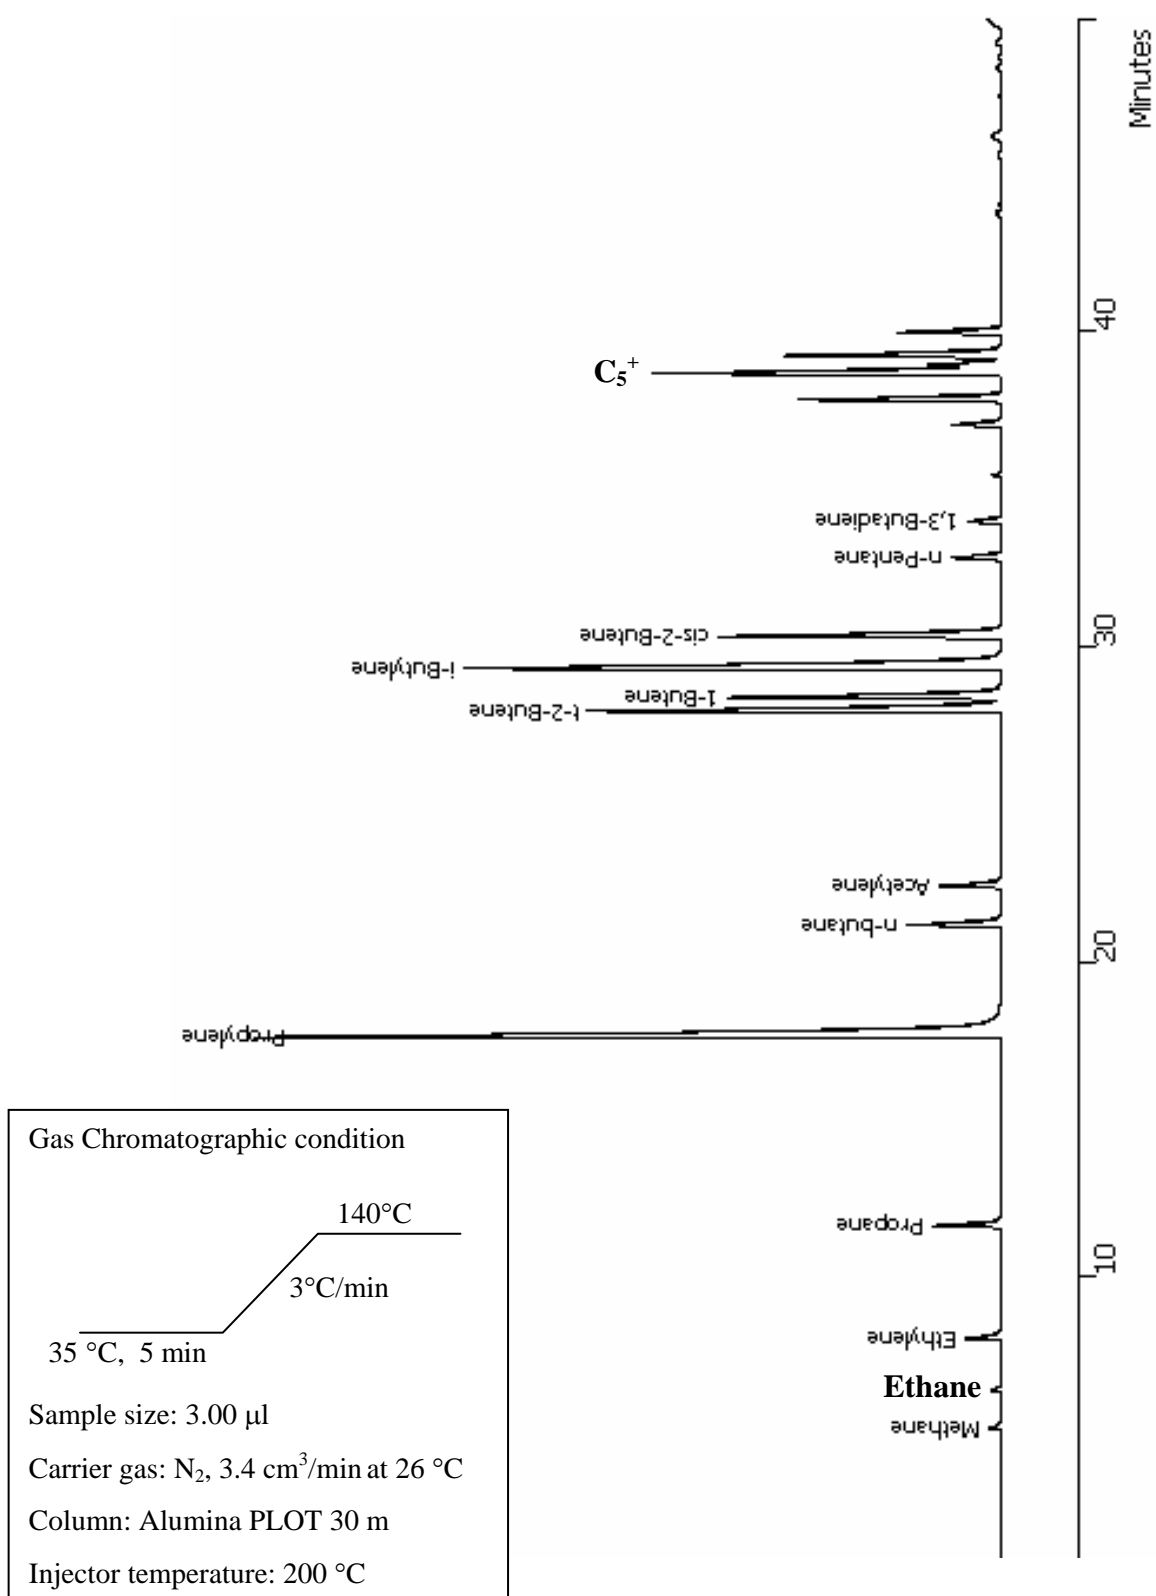 Minutes
40
C₅⁺
1,3-Butadiene
n-Pentane
cis-2-Butene
30
i-Butylene
1-Butene
t-2-Butene
Acetylene
n-butane
20
Propylene
Gas Chromatographic condition
140°C
3°C/min
35 °C, 5 min
Propane
10
Ethylene
Ethane
Methane
Sample size: 3.00 μl
Carrier gas: N₂, 3.4 cm³/min at 26 °C
Column: Alumina PLOT 30 m
Injector temperature: 200 °C